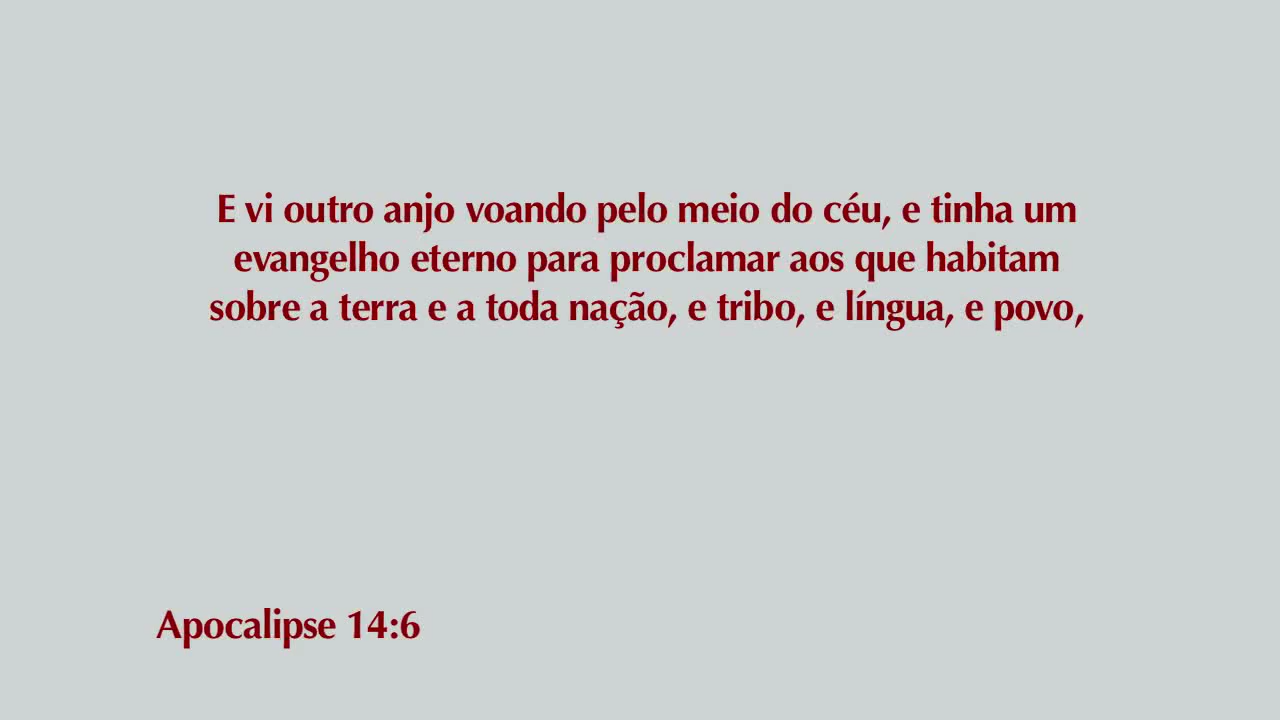 E vi outro anjo voando pelo meio do céu, e tinha um
evangelho eterno para proclamar aos que habitam
sobre a terra e a toda nação, e tribo, e língua, e povo,
Apocalipse 14:6